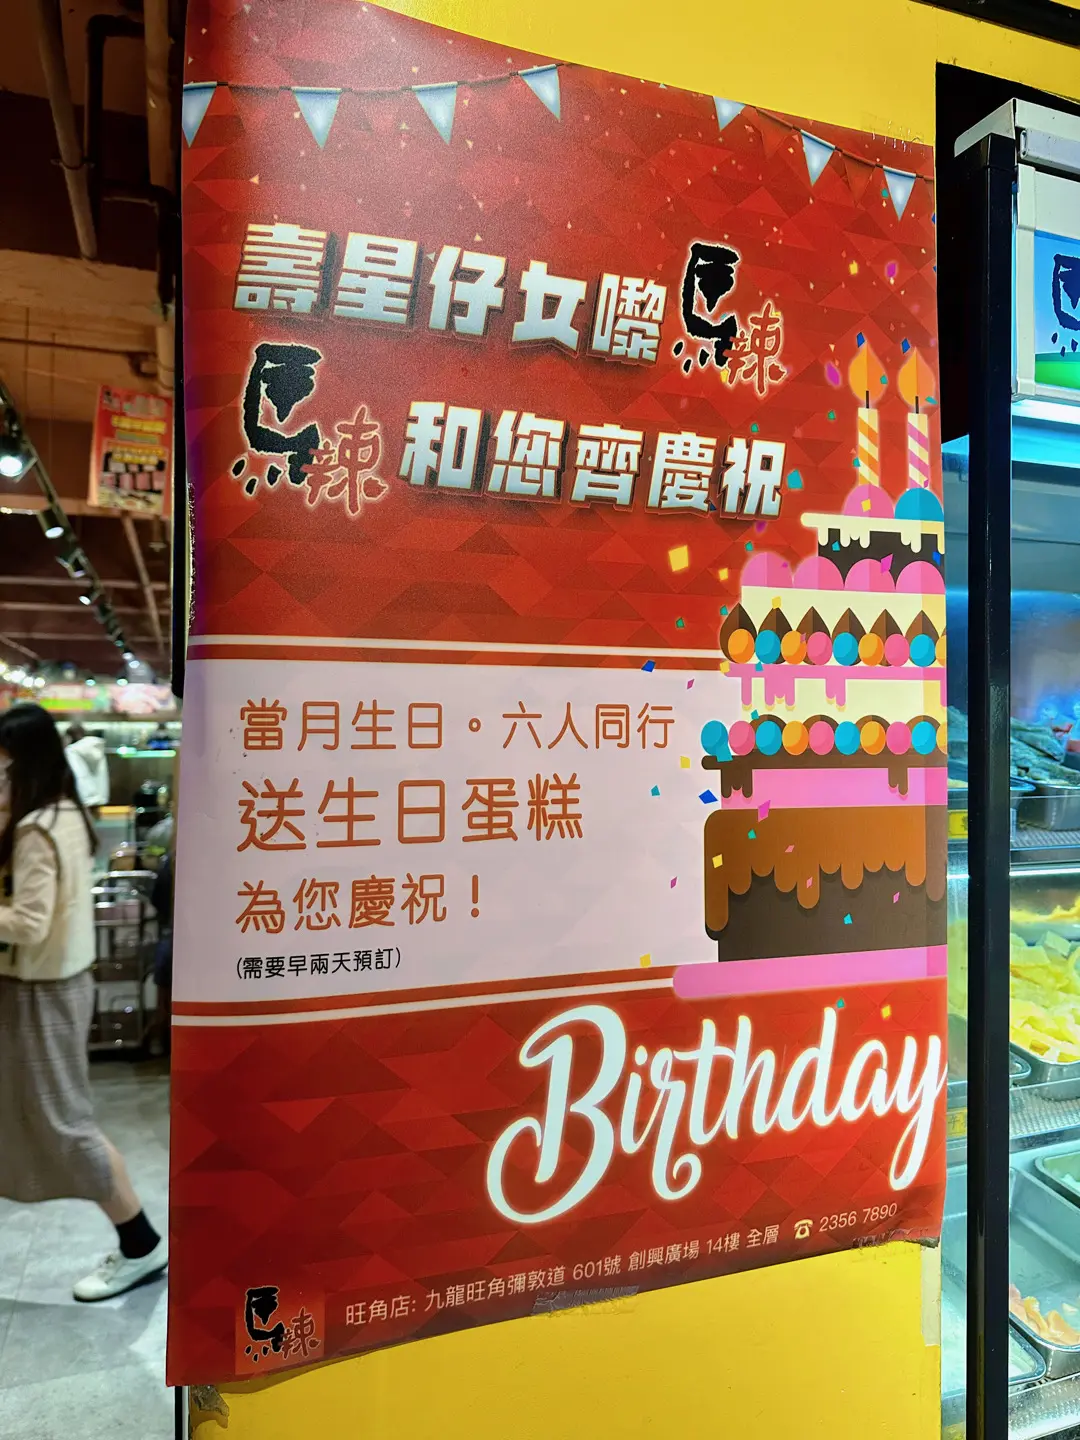 壽星仔女嚟馬辣
馬辣和您齊慶祝
當月生日。六人同行
送生日蛋糕
為您慶祝！
(需要早兩天預訂)
Birthday
馬辣
旺角店: 九龍旺角彌敦道 601號 創興廣場 14樓 全層 ☎ 2356 7890